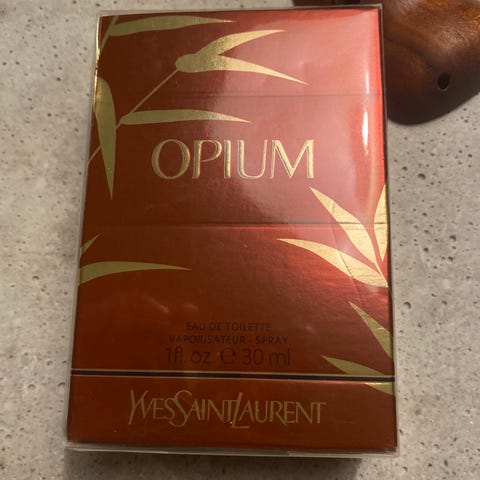 OPIUM
EAU DE TOILETTE
VAPORISATEUR - SPRAY
1fl. oz. ℮ 30 ml
YVESSAINTLAURENT